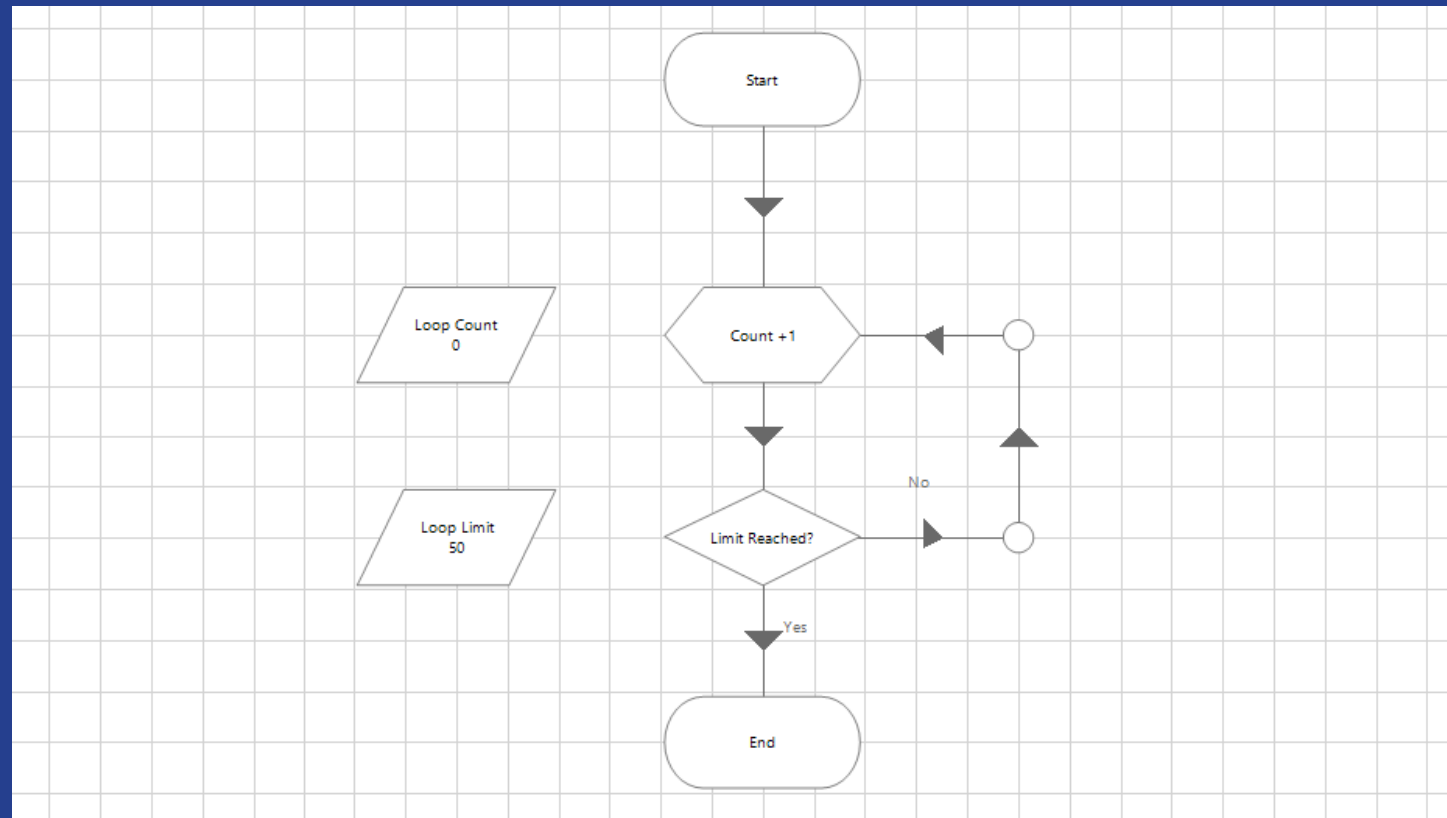 Start
Loop Count
0
Count +1
No
Loop Limit
50
Limit Reached?
Yes
End